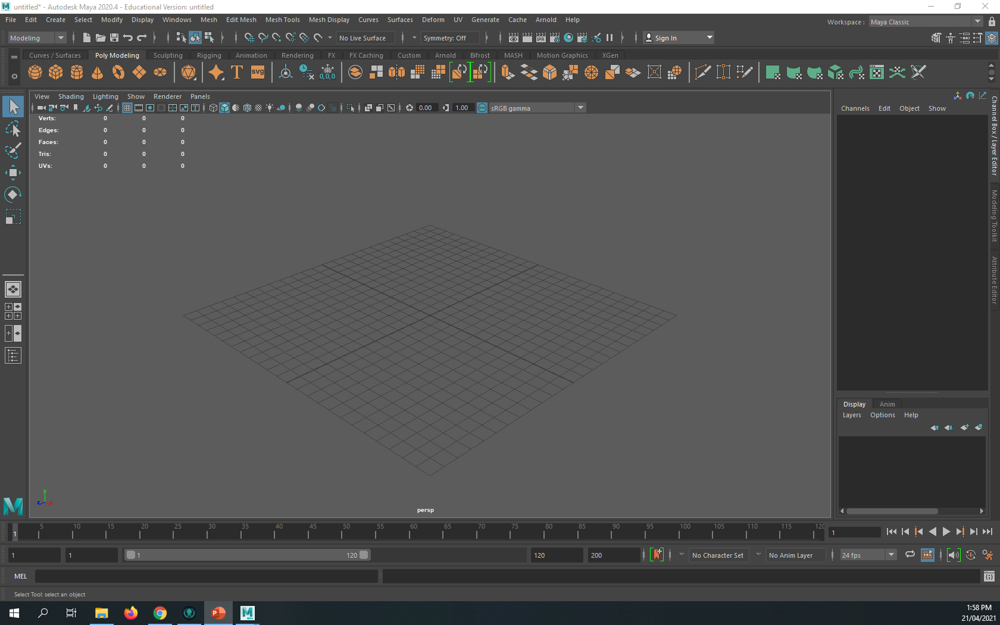 untitled* - Autodesk Maya 2020.4 - Educational Version: untitled
File Edit Create Select Modify Display Windows Mesh Edit Mesh Mesh Tools Mesh Display Curves Surfaces Deform UV Generate Cache Arnold Help
Workspace : Maya Classic
Modeling No Live Surface Symmetry: Off IPR Sign In
Curves / Surfaces Poly Modeling Sculpting Rigging Animation Rendering FX FX Caching Custom Arnold Bifrost MASH Motion Graphics XGen
T svg 0,0,0
View Shading Lighting Show Renderer Panels
0.00 1.00 ON sRGB gamma
Verts: 0 0 0
Edges: 0 0 0
Faces: 0 0 0
Tris: 0 0 0
UVs: 0 0 0
y
z x
persp
Channels Edit Object Show
Channel Box / Layer Editor
Modeling Toolkit
Attribute Editor
Display Anim
Layers Options Help
1 5 10 15 20 25 30 35 40 45 50 55 60 65 70 75 80 85 90 95 100 105 110 115 120 1
1 1 1 120 120 200 No Character Set No Anim Layer 24 fps
MEL
Select Tool: select an object
1:58 PM
21/04/2021